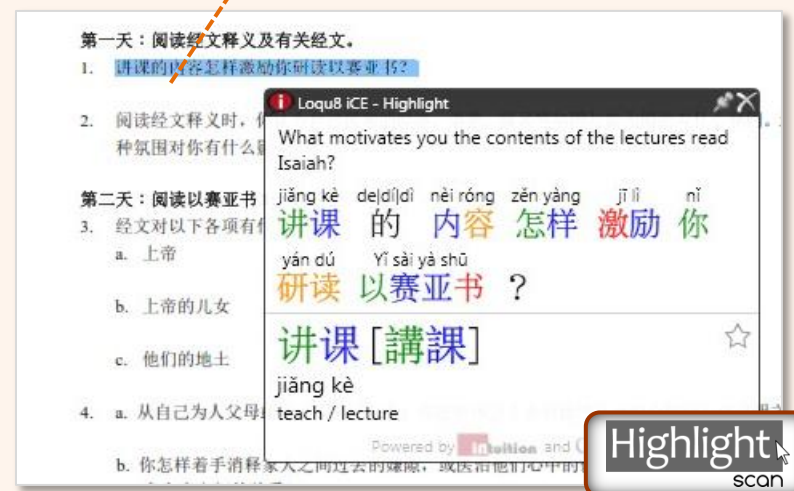 第一天：阅读经文释义及有关经文。
1. 讲课的内容怎样激励你研读以赛亚书?
2. 阅读经文释义时，
种氛围对你有什么
第二天：阅读以赛亚书
3. 经文对以下各项有
a. 上帝
b. 上帝的儿女
c. 他们的地土
4. a. 从自己为人父母
b. 你怎样着手消释家人之间过去的嫌隙，或医治他们心中的
Loqu8 iCE - Highlight
What motivates you the contents of the lectures read
Isaiah?
jiǎng kè de|dí|dì nèi róng zěn yàng jī lì nǐ
讲课 的 内容 怎样 激励 你
yán dú Yǐ sài yà shū
研读 以赛亚书 ?
讲课 [講課]
jiǎng kè
teach / lecture
Powered by Intuition and
Highlight
scan